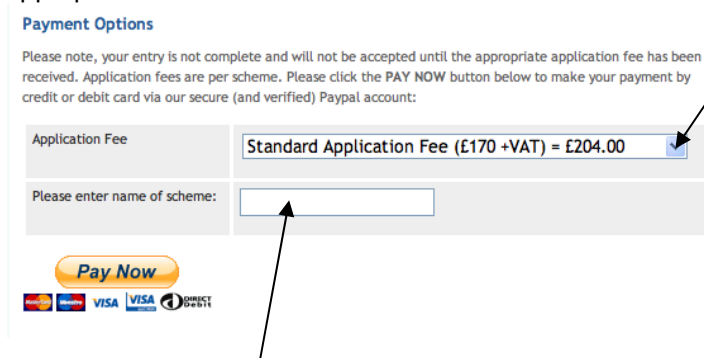 Payment Options
Please note, your entry is not complete and will not be accepted until the appropriate application fee has been
received. Application fees are per scheme. Please click the PAY NOW button below to make your payment by
credit or debit card via our secure (and verified) Paypal account:
Application Fee
Standard Application Fee (£170 +VAT) = £204.00
Please enter name of scheme:
Pay Now
MasterCard Maestro VISA VISA DIRECT Debit